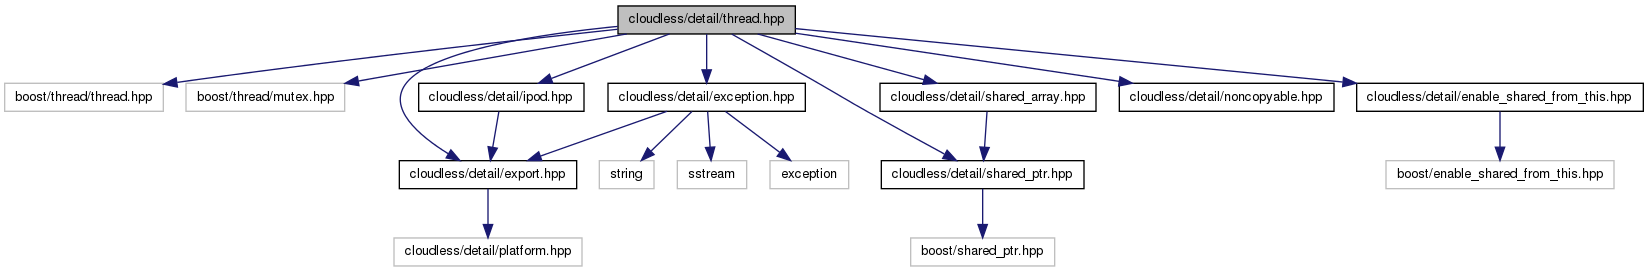 cloudless/detail/thread.hpp
boost/thread/thread.hpp
boost/thread/mutex.hpp
cloudless/detail/ipod.hpp
cloudless/detail/exception.hpp
cloudless/detail/shared_array.hpp
cloudless/detail/noncopyable.hpp
cloudless/detail/enable_shared_from_this.hpp
cloudless/detail/export.hpp
string
sstream
exception
cloudless/detail/shared_ptr.hpp
boost/enable_shared_from_this.hpp
cloudless/detail/platform.hpp
boost/shared_ptr.hpp